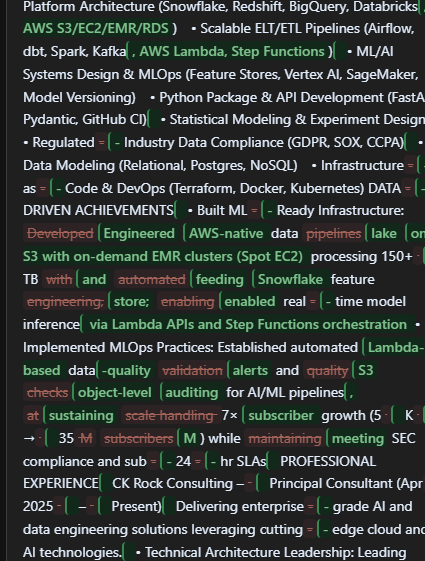 Platform Architecture (Snowflake, Redshift, BigQuery, Databricks,
AWS S3/EC2/EMR/RDS ) • Scalable ELT/ETL Pipelines (Airflow,
dbt, Spark, Kafka , AWS Lambda, Step Functions ) • ML/AI
Systems Design & MLOps (Feature Stores, Vertex AI, SageMaker,
Model Versioning) • Python Package & API Development (FastA
Pydantic, GitHub CI) • Statistical Modeling & Experiment Design
• Regulated - - Industry Data Compliance (GDPR, SOX, CCPA) •
Data Modeling (Relational, Postgres, NoSQL) • Infrastructure - -
as - - Code & DevOps (Terraform, Docker, Kubernetes) DATA - -
DRIVEN ACHIEVEMENTS • Built ML - - Ready Infrastructure:
Developed Engineered AWS-native data pipelines lake on
S3 with on-demand EMR clusters (Spot EC2) processing 150+
TB with and automated feeding Snowflake feature
engineering, store; enabling enabled real - - time model
inference via Lambda APIs and Step Functions orchestration •
Implemented MLOps Practices: Established automated Lambda-
based data -quality validation alerts and quality S3
checks object-level auditing for AI/ML pipelines ,
at sustaining scale handling 7× subscriber growth (5 K
→ 35 M subscribers M ) while maintaining meeting SEC
compliance and sub - - 24 - - hr SLAs PROFESSIONAL
EXPERIENCE CK Rock Consulting – - Principal Consultant (Apr
2025 - – - Present) Delivering enterprise - - grade AI and
data engineering solutions leveraging cutting - - edge cloud and
AI technologies. • Technical Architecture Leadership: Leading